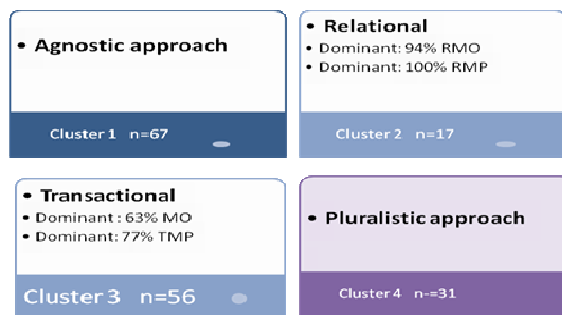 • Agnostic approach
Cluster 1 n=67
• Relational
• Dominant: 94% RMO
• Dominant: 100% RMP
Cluster 2 n=17
• Transactional
• Dominant : 63% MO
• Dominant: 77% TMP
Cluster 3 n=56
• Pluralistic approach
Cluster 4 n-=31